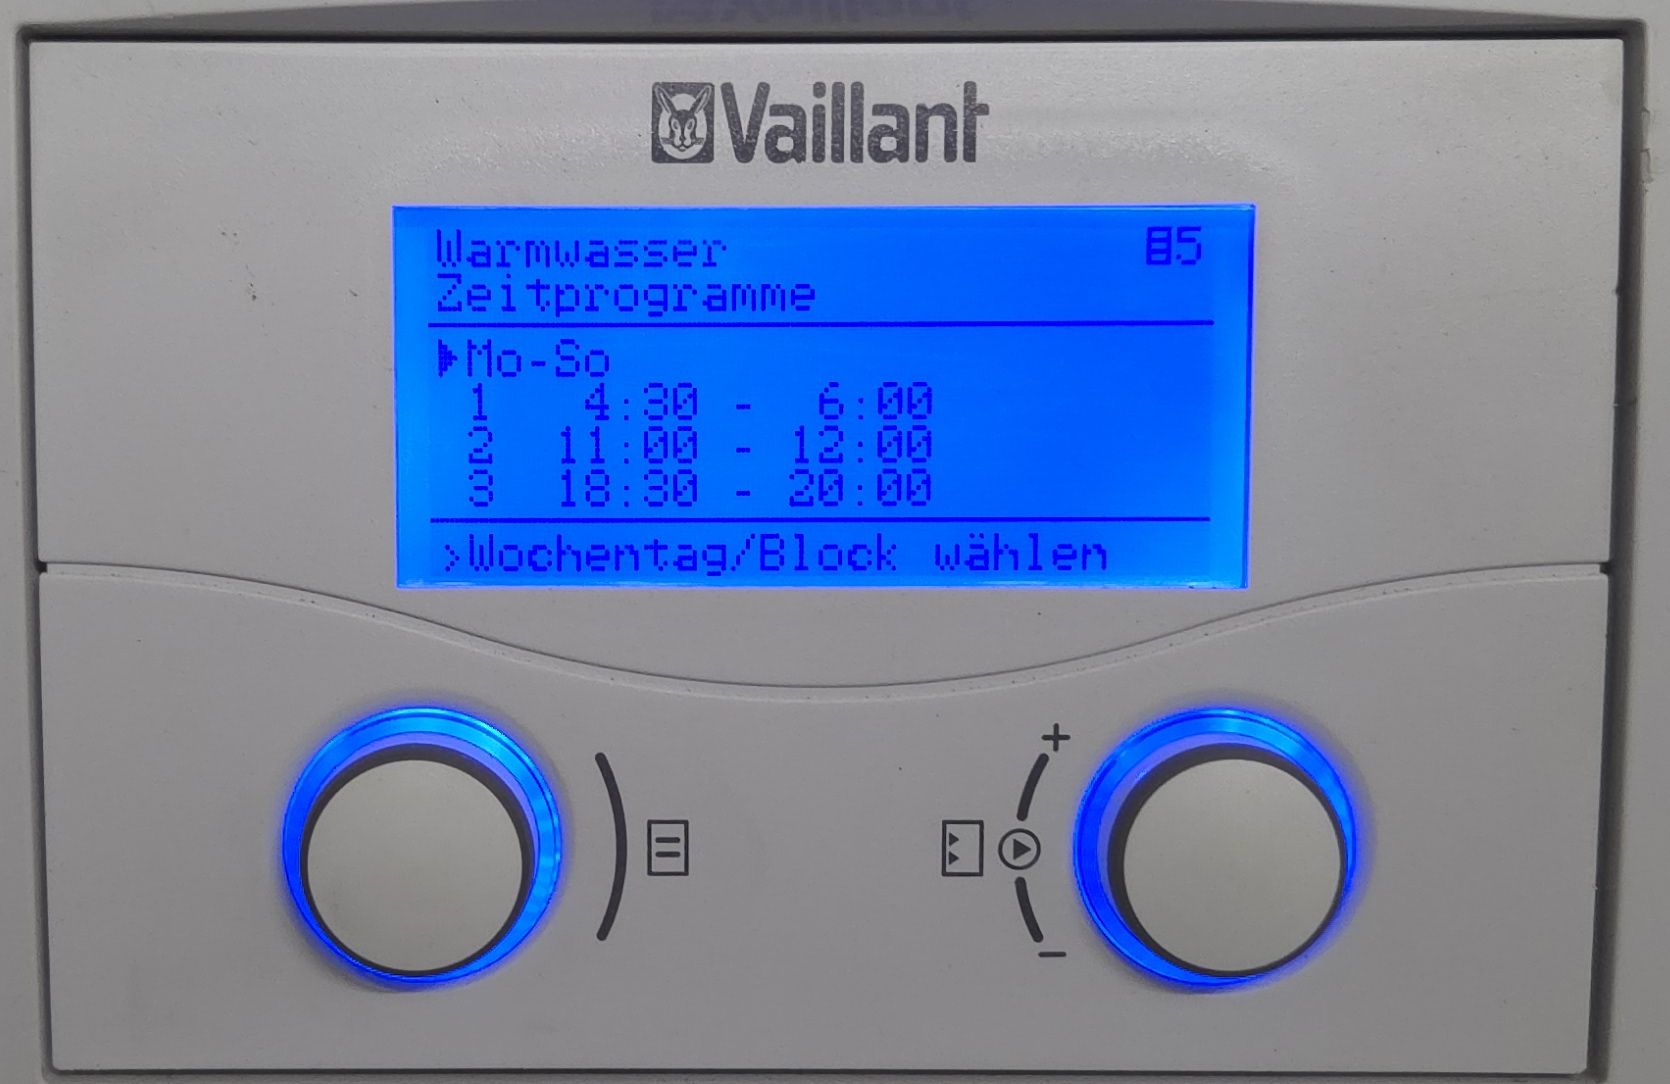 Vaillant
Warmwasser 5
Zeitprogramme
Mo-So
1 4:30 - 6:00
2 11:00 - 12:00
3 18:30 - 20:00
>Wochentag/Block wählen
+
-